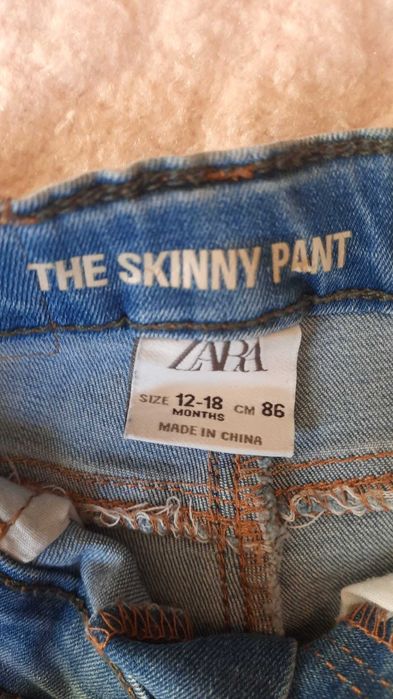 THE SKINNY PANT
ZARA
SIZE 12-18 CM 86
MONTHS
MADE IN CHINA